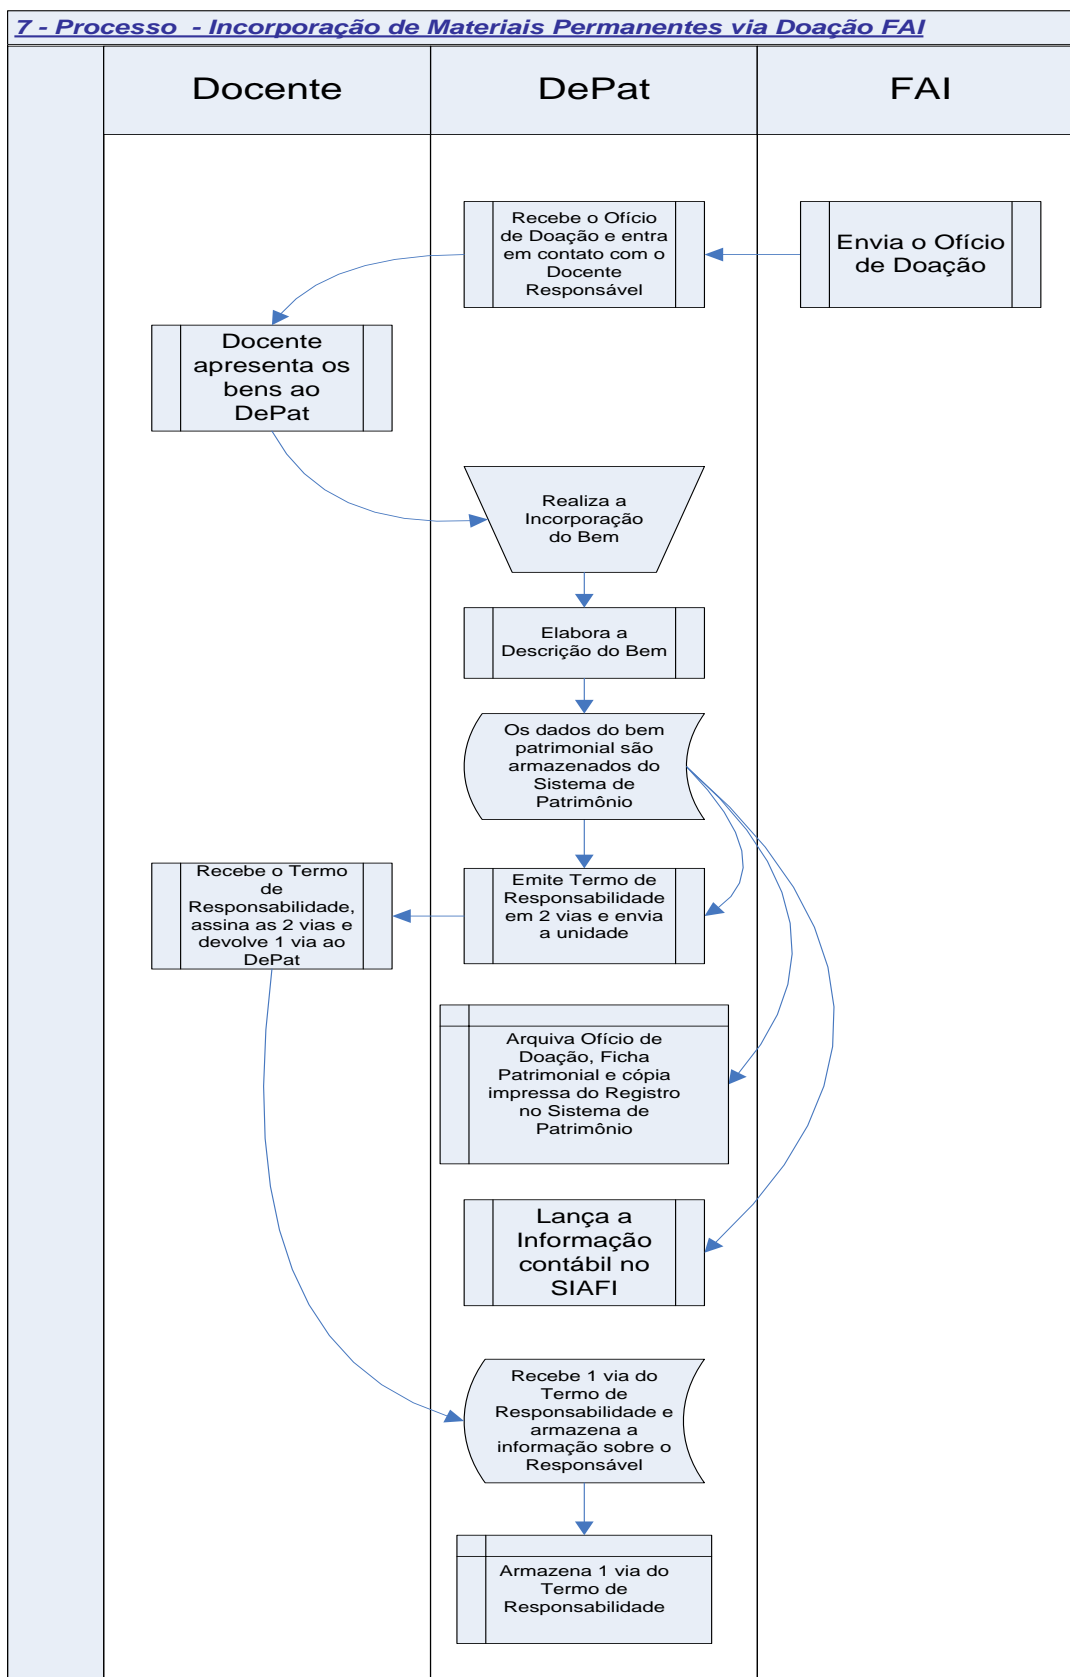 7 - Processo  - Incorporação de Materiais Permanentes via Doação FAI
Docente
DePat
FAI
Envia o Ofício
de Doação
Recebe o Ofício
de Doação e entra
em contato com o
Docente
Responsável
Docente
apresenta os
bens ao
DePat
Realiza a
Incorporação
do Bem
Elabora a
Descrição do Bem
Os dados do bem
patrimonial são
armazenados do
Sistema de
Patrimônio
Emite Termo de
Responsabilidade
em 2 vias e envia
a unidade
Recebe o Termo
de
Responsabilidade,
assina as 2 vias e
devolve 1 via ao
DePat
Arquiva Ofício de
Doação, Ficha
Patrimonial e cópia
impressa do Registro
no Sistema de
Patrimônio
Lança a
Informação
contábil no
SIAFI
Recebe 1 via do
Termo de
Responsabilidade e
armazena a
informação sobre o
Responsável
Armazena 1 via do
Termo de
Responsabilidade